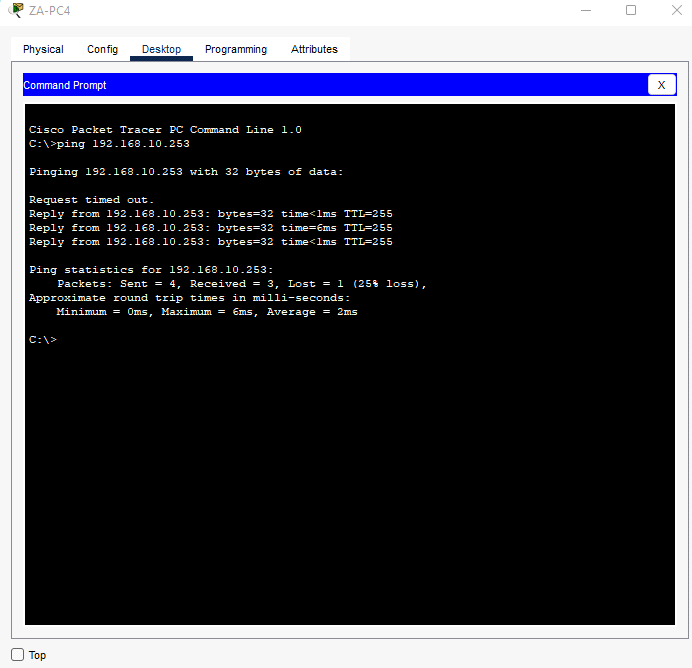 ZA-PC4
Physical Config Desktop Programming Attributes
Command Prompt X
Cisco Packet Tracer PC Command Line 1.0
C:\>ping 192.168.10.253
Pinging 192.168.10.253 with 32 bytes of data:
Request timed out.
Reply from 192.168.10.253: bytes=32 time<1ms TTL=255
Reply from 192.168.10.253: bytes=32 time=6ms TTL=255
Reply from 192.168.10.253: bytes=32 time<1ms TTL=255
Ping statistics for 192.168.10.253:
Packets: Sent = 4, Received = 3, Lost = 1 (25% loss),
Approximate round trip times in milli-seconds:
Minimum = 0ms, Maximum = 6ms, Average = 2ms
C:\>
Top